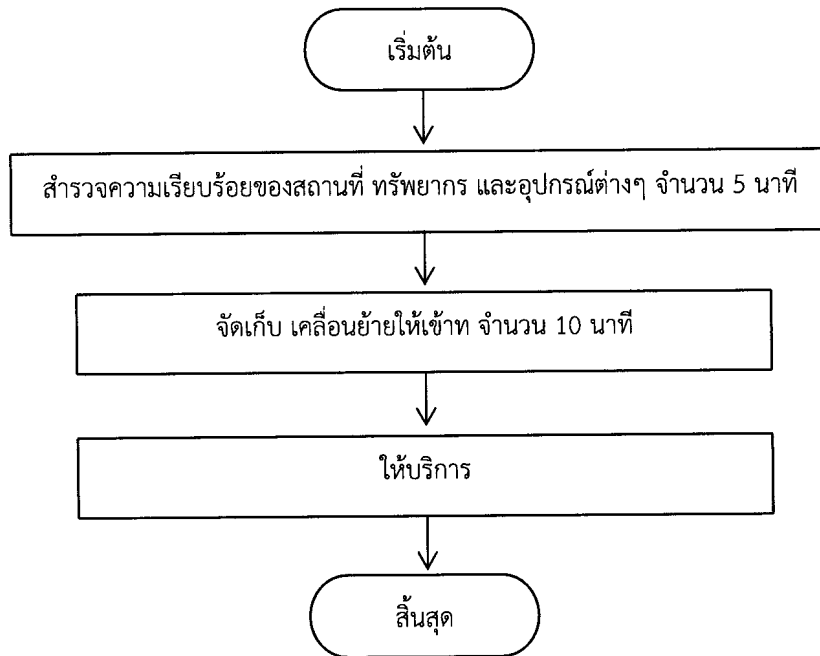 เริ่มต้น
สำรวจความเรียบร้อยของสถานที่ ทรัพยากร และอุปกรณ์ต่างๆ จำนวน 5 นาที
จัดเก็บ เคลื่อนย้ายให้เข้าท จำนวน 10 นาที
ให้บริการ
สิ้นสุด